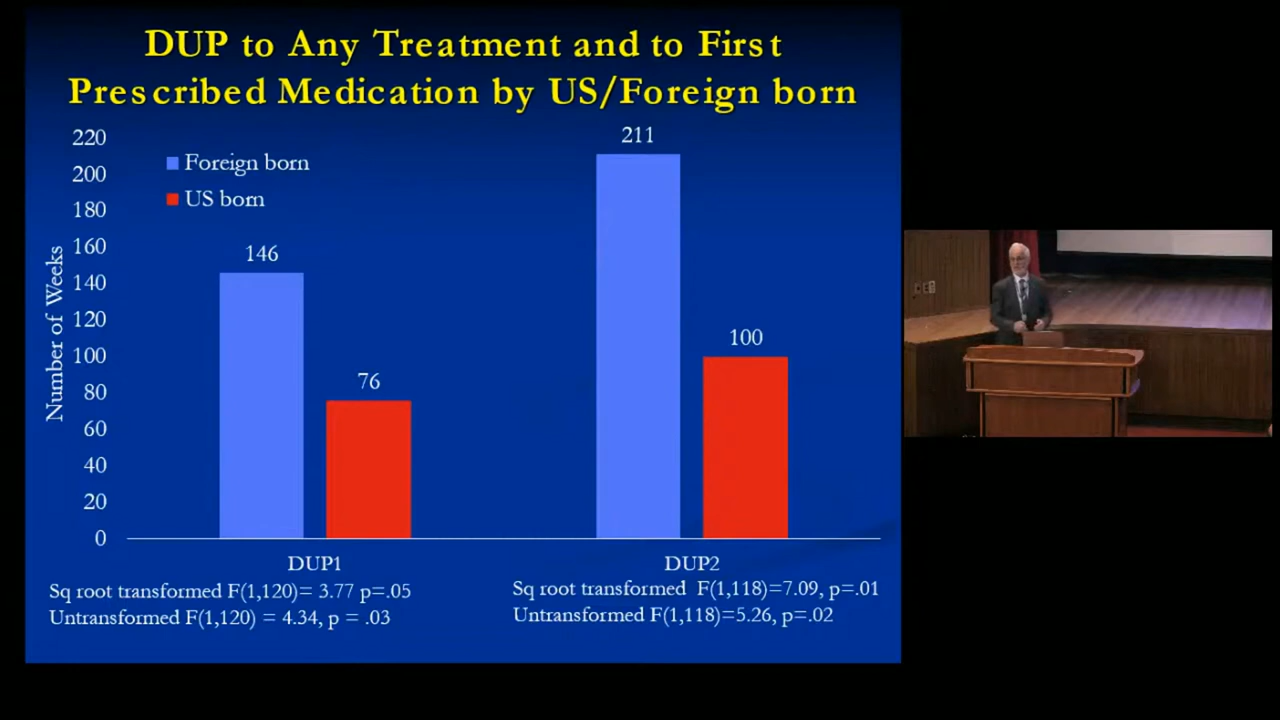 DUP to Any Treatment and to First
Prescribed Medication by US/Foreign born
Number of Weeks
220
200
180
160
140
120
100
80
60
40
20
0
Foreign born
US born
146
76
211
100
DUP1
DUP2
Sq root transformed F(1,120)= 3.77 p=.05
Untransformed F(1,120) = 4.34, p = .03
Sq root transformed F(1,118)=7.09, p=.01
Untransformed F(1,118)=5.26, p=.02